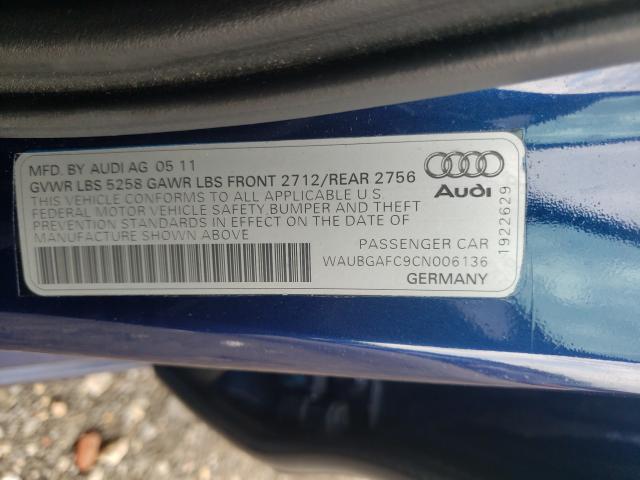 MFD. BY AUDI AG 05 11
GVWR LBS 5258 GAWR LBS FRONT 2712/REAR 2756
THIS VEHICLE CONFORMS TO ALL APPLICABLE U S
FEDERAL MOTOR VEHICLE SAFETY, BUMPER AND THEFT
PREVENTION STANDARDS IN EFFECT ON THE DATE OF
MANUFACTURE SHOWN ABOVE
PASSENGER CAR
WAUBGAFC9CN006136
GERMANY
Audi
1922629